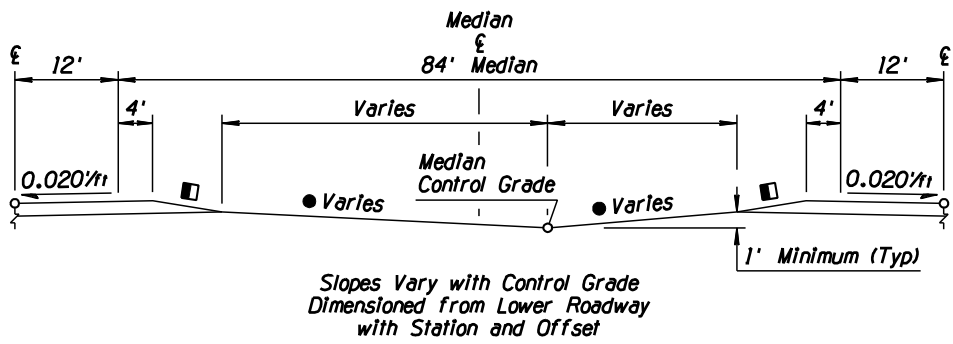 Median
℄
℄
℄
12'
84' Median
12'
4'
Varies
Varies
4'
0.020'/ft
Median
Control Grade
0.020'/ft
Varies
Varies
1' Minimum (Typ)
Slopes Vary with Control Grade
Dimensioned from Lower Roadway
with Station and Offset